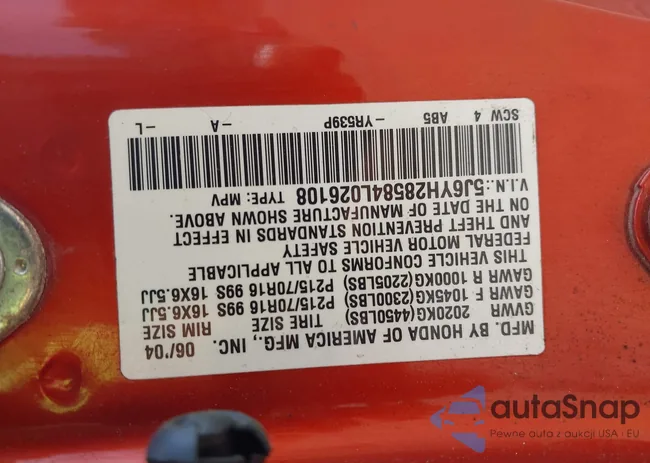 MFD. BY HONDA OF AMERICA MFG., INC. 06/'04
GVWR 2020KG(4450LBS) TIRE SIZE RIM SIZE
GAWR F 1045KG(2300LBS) P215/70R16 99S 16X6.5JJ
GAWR R 1000KG(2205LBS) P215/70R16 99S 16X6.5JJ
THIS VEHICLE CONFORMS TO ALL APPLICABLE
FEDERAL MOTOR VEHICLE SAFETY
AND THEFT PREVENTION STANDARDS IN EFFECT
ON THE DATE OF MANUFACTURE SHOWN ABOVE.
V.I.N.:5J6YH28584L026108 TYPE: MPV
SCW 4 AB5 -YR539P -A -L
autaSnap
Pewne auta z aukcji USA · EU